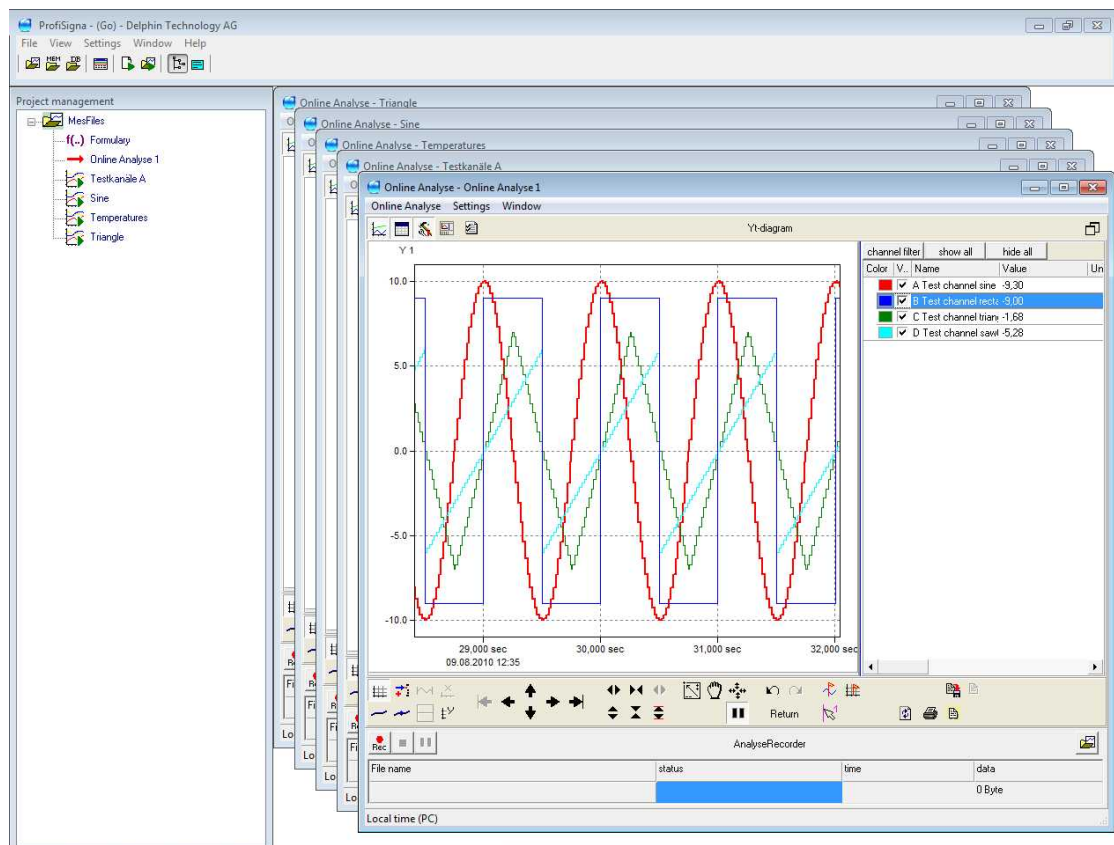 ProfiSigna - (Go) - Delphin Technology AG
File View Settings Window Help
MEM DB
Project management
MesFiles
f(..) Formulary
Online Analyse 1
Testkanäle A
Sine
Temperatures
Triangle
Online Analyse - Triangle
Online Analyse - Sine
Online Analyse - Temperatures
Online Analyse - Testkanäle A
Online Analyse - Online Analyse 1
Online Analyse Settings Window
Yt-diagram
Y 1
10.0
5.0
0.0
-5.0
-10.0
29,000 sec 30,000 sec 31,000 sec 32,000 sec
09.08.2010 12:35
channel filter show all hide all
Color V.. Name Value Un
A Test channel sine -9,30
B Test channel recta -9,00
C Test channel trian -1,68
D Test channel sawt -5,28
Return
Rec
AnalyseRecorder
File name status time data
0 Byte
Local time (PC)